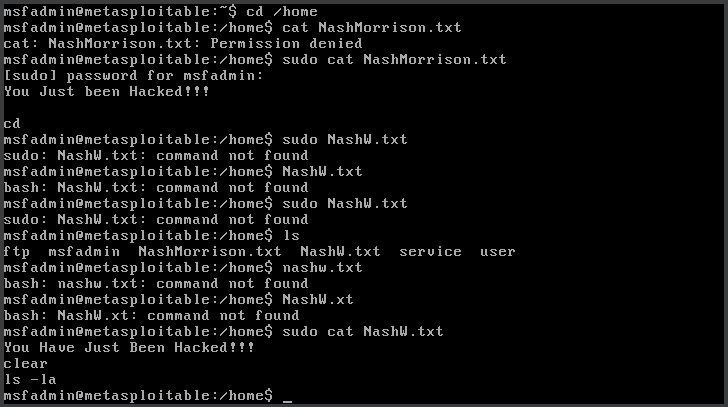 msfadmin@metasploitable:~$ cd /home
msfadmin@metasploitable:/home$ cat NashMorrison.txt
cat: NashMorrison.txt: Permission denied
msfadmin@metasploitable:/home$ sudo cat NashMorrison.txt
[sudo] password for msfadmin:
You Just been Hacked!!!
cd
msfadmin@metasploitable:/home$ sudo NashW.txt
sudo: NashW.txt: command not found
msfadmin@metasploitable:/home$ NashW.txt
bash: NashW.txt: command not found
msfadmin@metasploitable:/home$ sudo NashW.txt
sudo: NashW.txt: command not found
msfadmin@metasploitable:/home$ ls
ftp  msfadmin  NashMorrison.txt  NashW.txt  service  user
msfadmin@metasploitable:/home$ nashw.txt
bash: nashw.txt: command not found
msfadmin@metasploitable:/home$ NashW.xt
bash: NashW.xt: command not found
msfadmin@metasploitable:/home$ sudo cat NashW.txt
You Have Just Been Hacked!!!
clear
ls -la
msfadmin@metasploitable:/home$ _